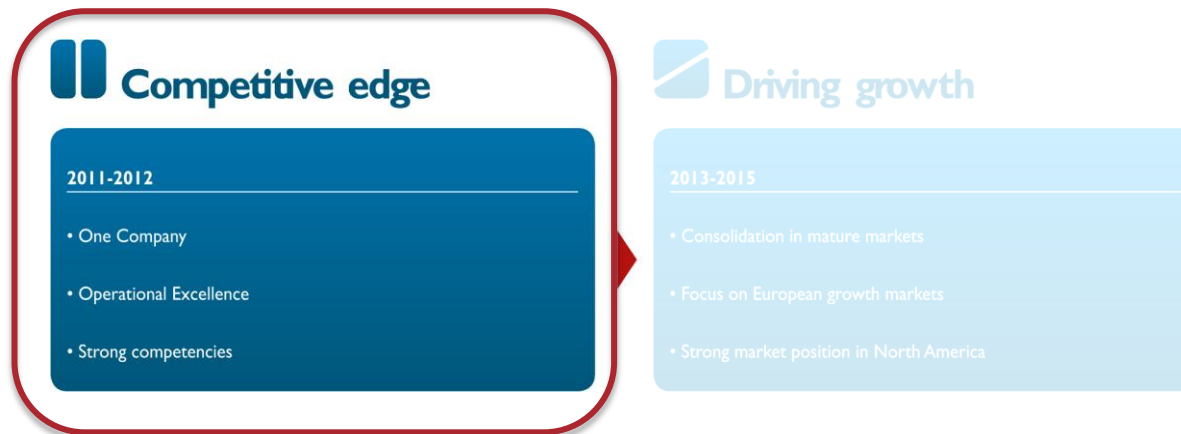 Competitive edge
2011-2012
• One Company
• Operational Excellence
• Strong competencies
Driving growth
2013-2015
• Consolidation in mature markets
• Focus on European growth markets
• Strong market position in North America